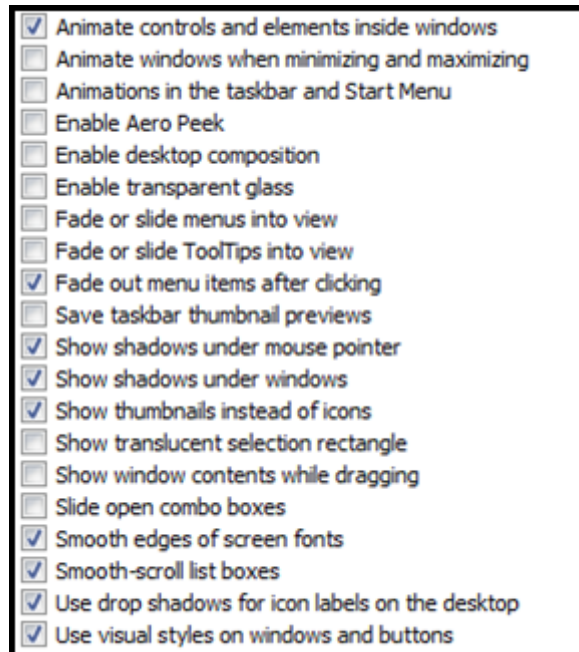 Animate controls and elements inside windows
Animate windows when minimizing and maximizing
Animations in the taskbar and Start Menu
Enable Aero Peek
Enable desktop composition
Enable transparent glass
Fade or slide menus into view
Fade or slide ToolTips into view
Fade out menu items after clicking
Save taskbar thumbnail previews
Show shadows under mouse pointer
Show shadows under windows
Show thumbnails instead of icons
Show translucent selection rectangle
Show window contents while dragging
Slide open combo boxes
Smooth edges of screen fonts
Smooth-scroll list boxes
Use drop shadows for icon labels on the desktop
Use visual styles on windows and buttons